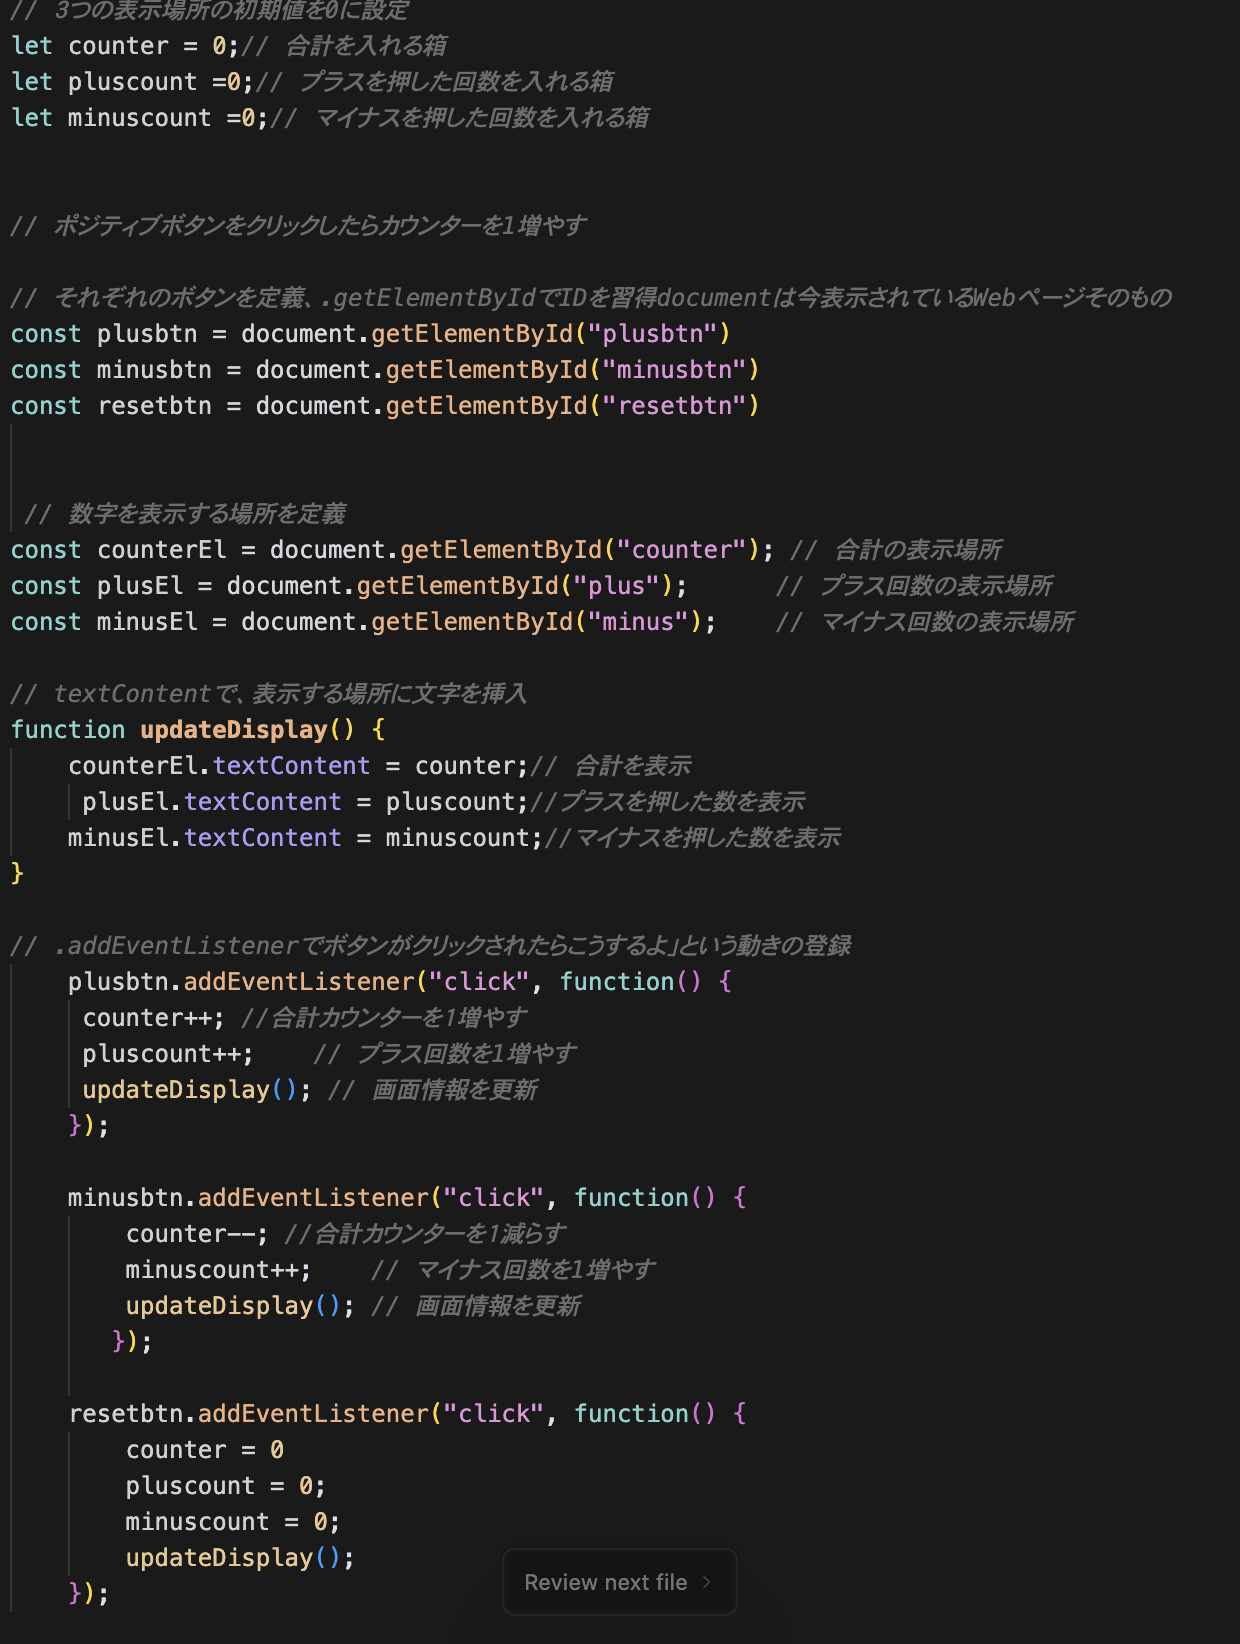 // 3つの表示場所の初期値を0に設定
let counter = 0;// 合計を入れる箱
let pluscount =0;// プラスを押した回数を入れる箱
let minuscount =0;// マイナスを押した回数を入れる箱
// ポジティブボタンをクリックしたらカウンターを1増やす
// それぞれのボタンを定義、.getElementByIdでIDを習得documentは今表示されているWebページそのもの
const plusbtn = document.getElementById("plusbtn")
const minusbtn = document.getElementById("minusbtn")
const resetbtn = document.getElementById("resetbtn")
// 数字を表示する場所を定義
const counterEl = document.getElementById("counter"); // 合計の表示場所
const plusEl = document.getElementById("plus");      // プラス回数の表示場所
const minusEl = document.getElementById("minus");    // マイナス回数の表示場所
// textContentで、表示する場所に文字を挿入
function updateDisplay() {
    counterEl.textContent = counter;// 合計を表示
     plusEl.textContent = pluscount;//プラスを押した数を表示
    minusEl.textContent = minuscount;//マイナスを押した数を表示
}
// .addEventListenerでボタンがクリックされたらこうするよ」という動きの登録
    plusbtn.addEventListener("click", function() {
     counter++; //合計カウンターを1増やす
     pluscount++;    // プラス回数を1増やす
     updateDisplay(); // 画面情報を更新
    });
    minusbtn.addEventListener("click", function() {
        counter--; //合計カウンターを1減らす
        minuscount++;    // マイナス回数を1増やす
        updateDisplay(); // 画面情報を更新
       });
    resetbtn.addEventListener("click", function() {
        counter = 0
        pluscount = 0;
        minuscount = 0;
        updateDisplay();
    });
Review next file >